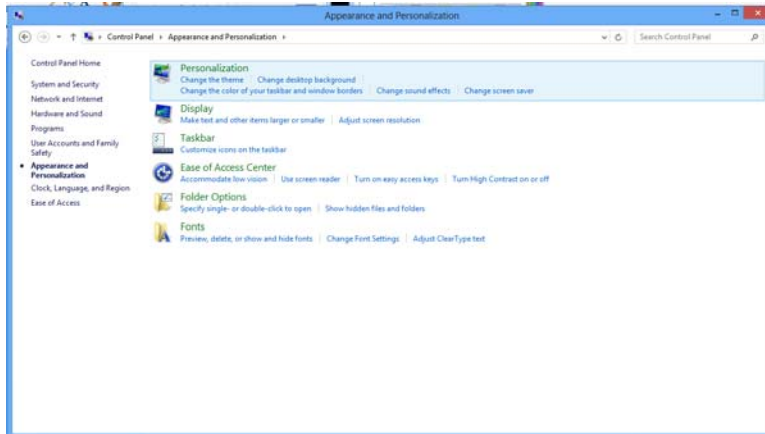 Appearance and Personalization
Control Panel Appearance and Personalization
Search Control Panel
Control Panel Home
System and Security
Network and Internet
Hardware and Sound
Programs
User Accounts and Family
Safety
Appearance and
Personalization
Clock, Language, and Region
Ease of Access
Personalization
Change the theme Change desktop background
Change the color of your taskbar and window borders Change sound effects Change screen saver
Display
Make text and other items larger or smaller Adjust screen resolution
Taskbar
Customize icons on the taskbar
Ease of Access Center
Accommodate low vision Use screen reader Turn on easy access keys Turn High Contrast on or off
Folder Options
Specify single- or double-click to open Show hidden files and folders
Fonts
Preview, delete, or show and hide fonts Change Font Settings Adjust ClearType text